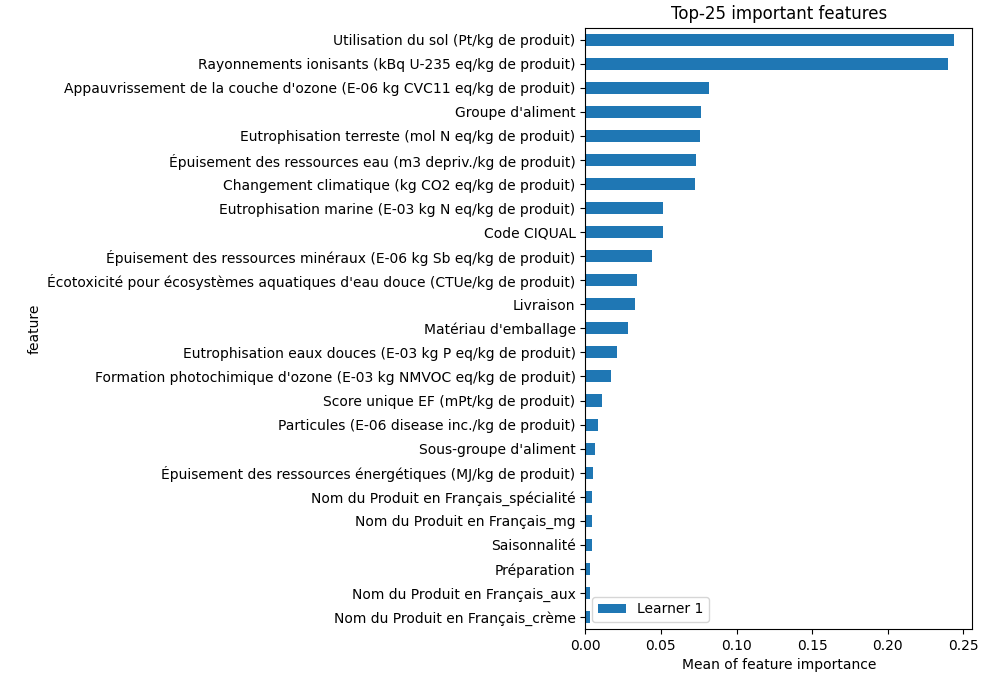 Top-25 important features
Utilisation du sol (Pt/kg de produit)
Rayonnements ionisants (kBq U-235 eq/kg de produit)
Appauvrissement de la couche d'ozone (E-06 kg CVC11 eq/kg de produit)
Groupe d'aliment
Eutrophisation terreste (mol N eq/kg de produit)
Épuisement des ressources eau (m3 depriv./kg de produit)
Changement climatique (kg CO2 eq/kg de produit)
Eutrophisation marine (E-03 kg N eq/kg de produit)
Code CIQUAL
Épuisement des ressources minéraux (E-06 kg Sb eq/kg de produit)
Écotoxicité pour écosystèmes aquatiques d'eau douce (CTUe/kg de produit)
Livraison
Matériau d'emballage
Eutrophisation eaux douces (E-03 kg P eq/kg de produit)
Formation photochimique d'ozone (E-03 kg NMVOC eq/kg de produit)
Score unique EF (mPt/kg de produit)
Particules (E-06 disease inc./kg de produit)
Sous-groupe d'aliment
Épuisement des ressources énergétiques (MJ/kg de produit)
Nom du Produit en Français_spécialité
Nom du Produit en Français_mg
Saisonnalité
Préparation
Nom du Produit en Français_aux
Nom du Produit en Français_crème
feature
Learner 1
0.00 0.05 0.10 0.15 0.20 0.25
Mean of feature importance